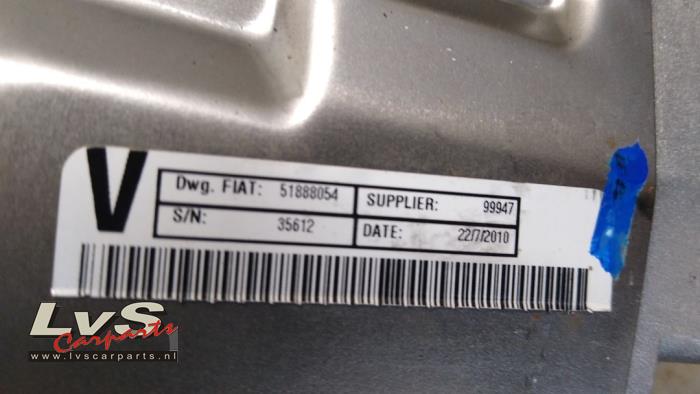 V
Dwg. FIAT: 51888054 SUPPLIER: 99947
S/N: 35612 DATE: 22/7/2010
LvS
Carparts
www.lvscarparts.nl